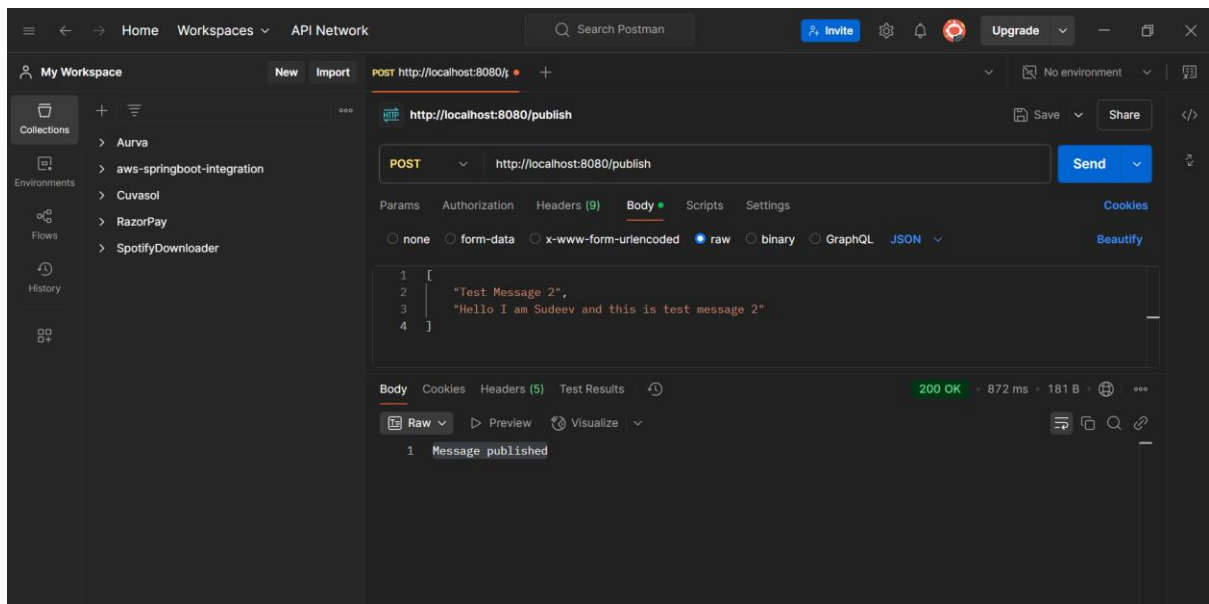 Home Workspaces API Network Search Postman Invite Upgrade
My Workspace New Import POST http://localhost:8080/p No environment
Collections
Environments
Flows
History
Aurva
aws-springboot-integration
Cuvasol
RazorPay
SpotifyDownloader
HTTP http://localhost:8080/publish Save Share
POST http://localhost:8080/publish Send
Params Authorization Headers (9) Body Scripts Settings Cookies
none form-data x-www-form-urlencoded raw binary GraphQL JSON Beautify
1 [
2 "Test Message 2",
3 "Hello I am Sudeev and this is test message 2"
4 ]
Body Cookies Headers (5) Test Results 200 OK 872 ms 181 B
Raw Preview Visualize
1 Message published